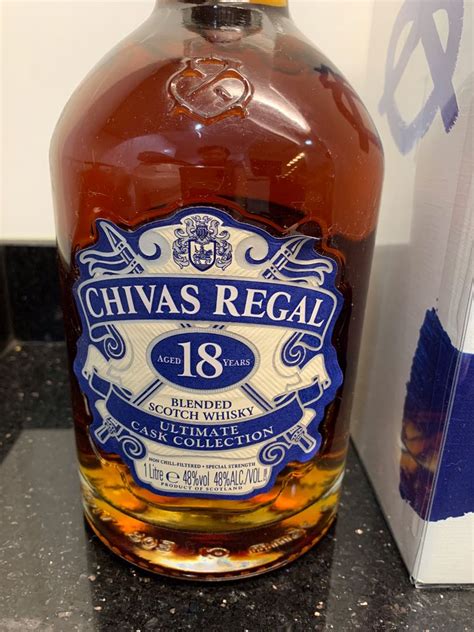 CHIVAS REGAL
AGED 18 YEARS
BLENDED
SCOTCH WHISKY
ULTIMATE
CASK COLLECTION
NON CHILL-FILTERED • SPECIAL STRENGTH
1 Litre ℮ 48%vol 48%ALC./VOL.
PRODUCT OF SCOTLAND